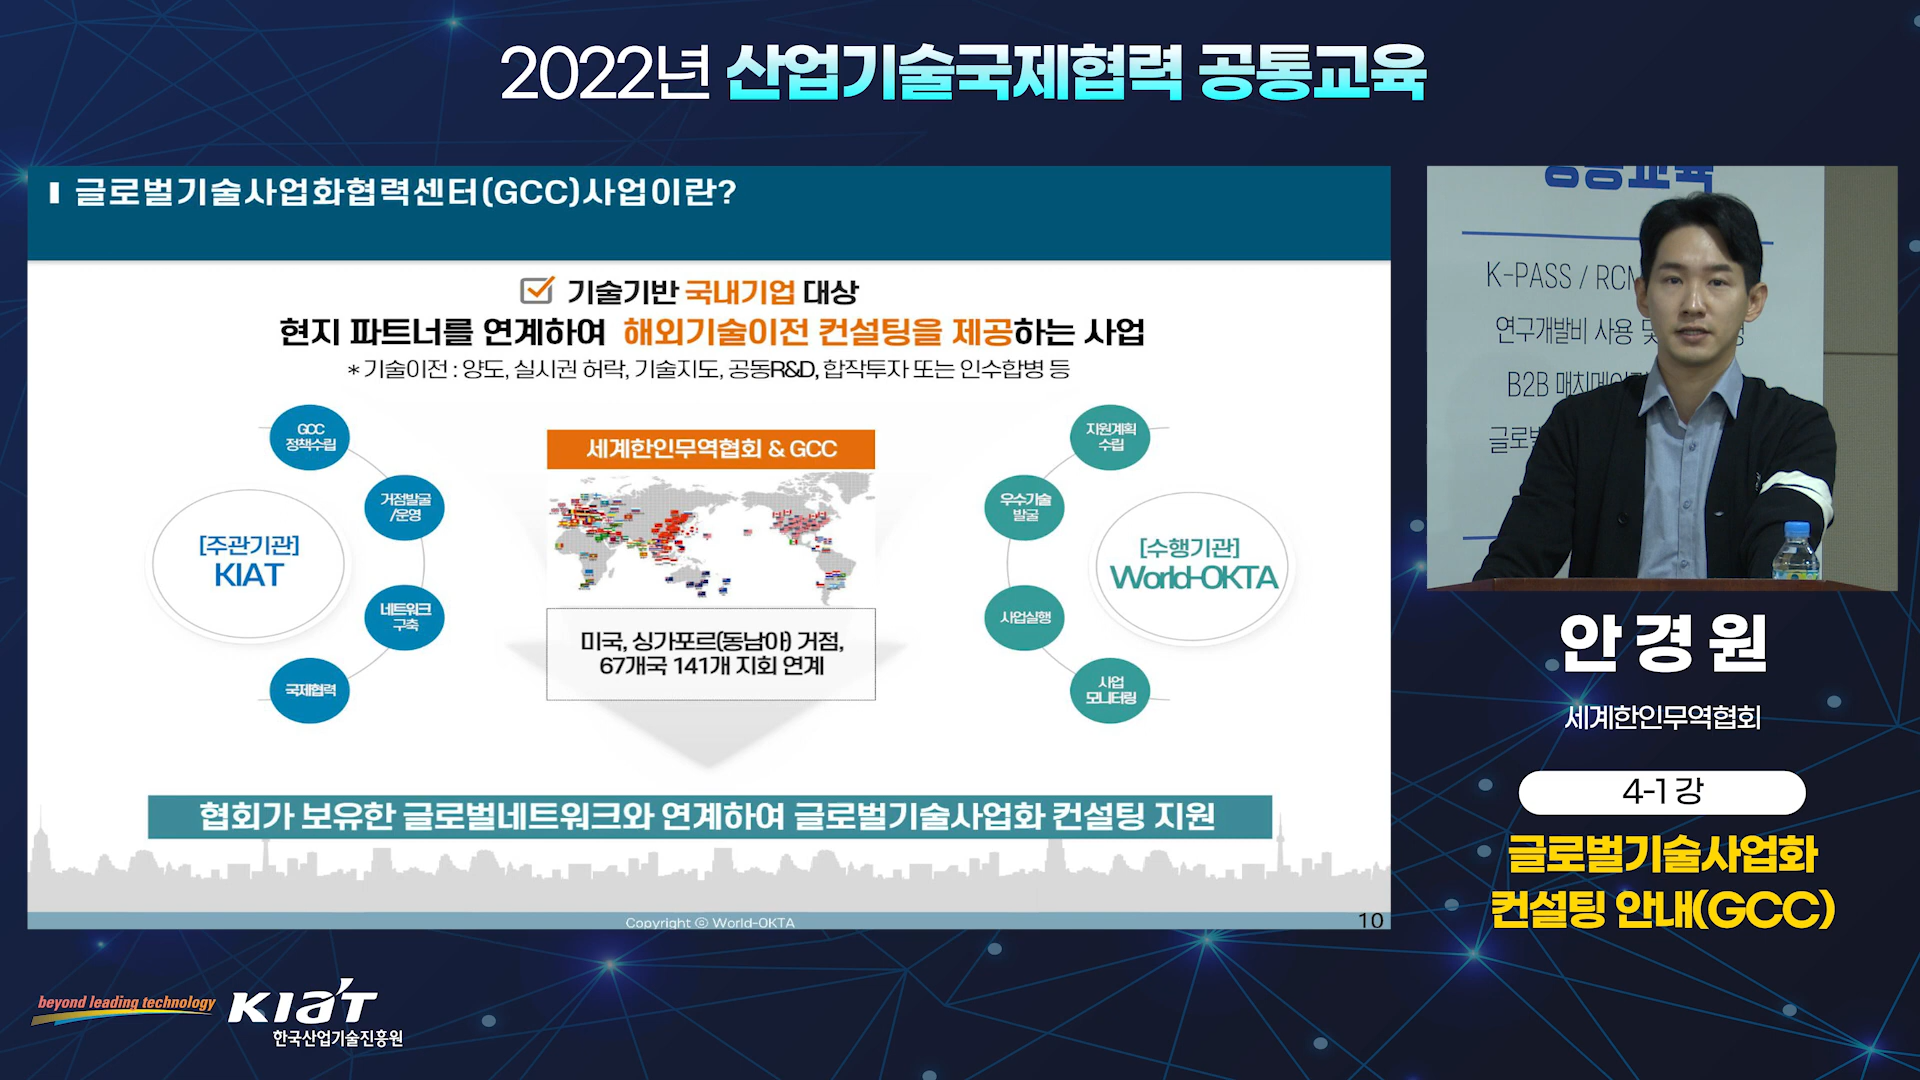 2022년 산업기술국제협력 공통교육
글로벌기술사업화협력센터(GCC)사업이란?
기술기반 국내기업 대상
현지 파트너를 연계하여 해외기술이전 컨설팅을 제공하는 사업
* 기술이전 : 양도, 실시권 허락, 기술지도, 공동R&D, 합작투자 또는 인수합병 등
GCC
정책수립
거점발굴
/운영
[주관기관]
KIAT
네트워크
구축
국제협력
세계한인무역협회 & GCC
미국, 싱가포르(동남아) 거점,
67개국 141개 지회 연계
지원계획
수립
우수기술
발굴
[수행기관]
World-OKTA
사업실행
사업
모니터링
협회가 보유한 글로벌네트워크와 연계하여 글로벌기술사업화 컨설팅 지원
Copyright ⓒ World-OKTA
10
공통교육
K-PASS / RCM
연구개발비 사용 및
B2B 매치메이킹
글로벌
안경원
세계한인무역협회
4-1 강
글로벌기술사업화
컨설팅 안내(GCC)
beyond leading technology
KIAT
한국산업기술진흥원